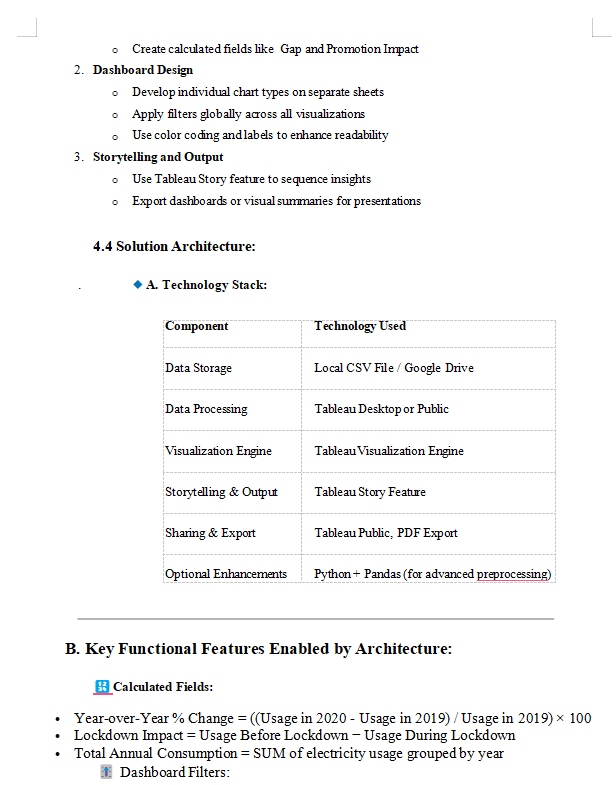 o Create calculated fields like Gap and Promotion Impact
2. Dashboard Design
o Develop individual chart types on separate sheets
o Apply filters globally across all visualizations
o Use color coding and labels to enhance readability
3. Storytelling and Output
o Use Tableau Story feature to sequence insights
o Export dashboards or visual summaries for presentations
4.4 Solution Architecture:
. ◆ A. Technology Stack:
Component Technology Used
Data Storage Local CSV File / Google Drive
Data Processing Tableau Desktop or Public
Visualization Engine Tableau Visualization Engine
Storytelling & Output Tableau Story Feature
Sharing & Export Tableau Public, PDF Export
Optional Enhancements Python + Pandas (for advanced preprocessing)
B. Key Functional Features Enabled by Architecture:
🔢 Calculated Fields:
• Year-over-Year % Change = ((Usage in 2020 - Usage in 2019) / Usage in 2019) × 100
• Lockdown Impact = Usage Before Lockdown − Usage During Lockdown
• Total Annual Consumption = SUM of electricity usage grouped by year
Dashboard Filters: